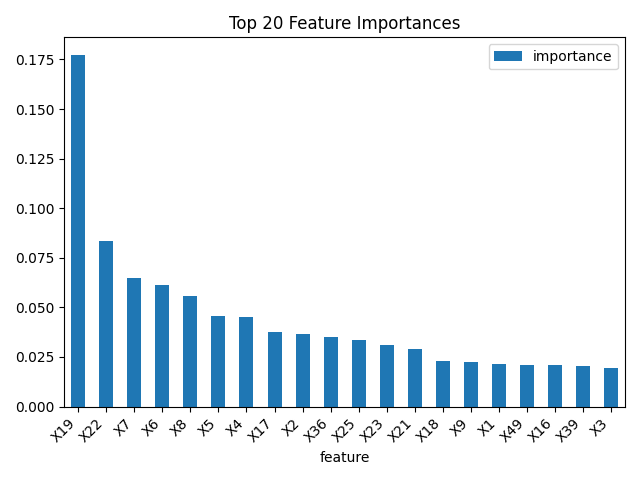 Top 20 Feature Importances
importance
0.175
0.150
0.125
0.100
0.075
0.050
0.025
0.000
X19 X22 X7 X6 X8 X5 X4 X17 X2 X36 X25 X23 X21 X18 X9 X1 X49 X16 X39 X3
feature